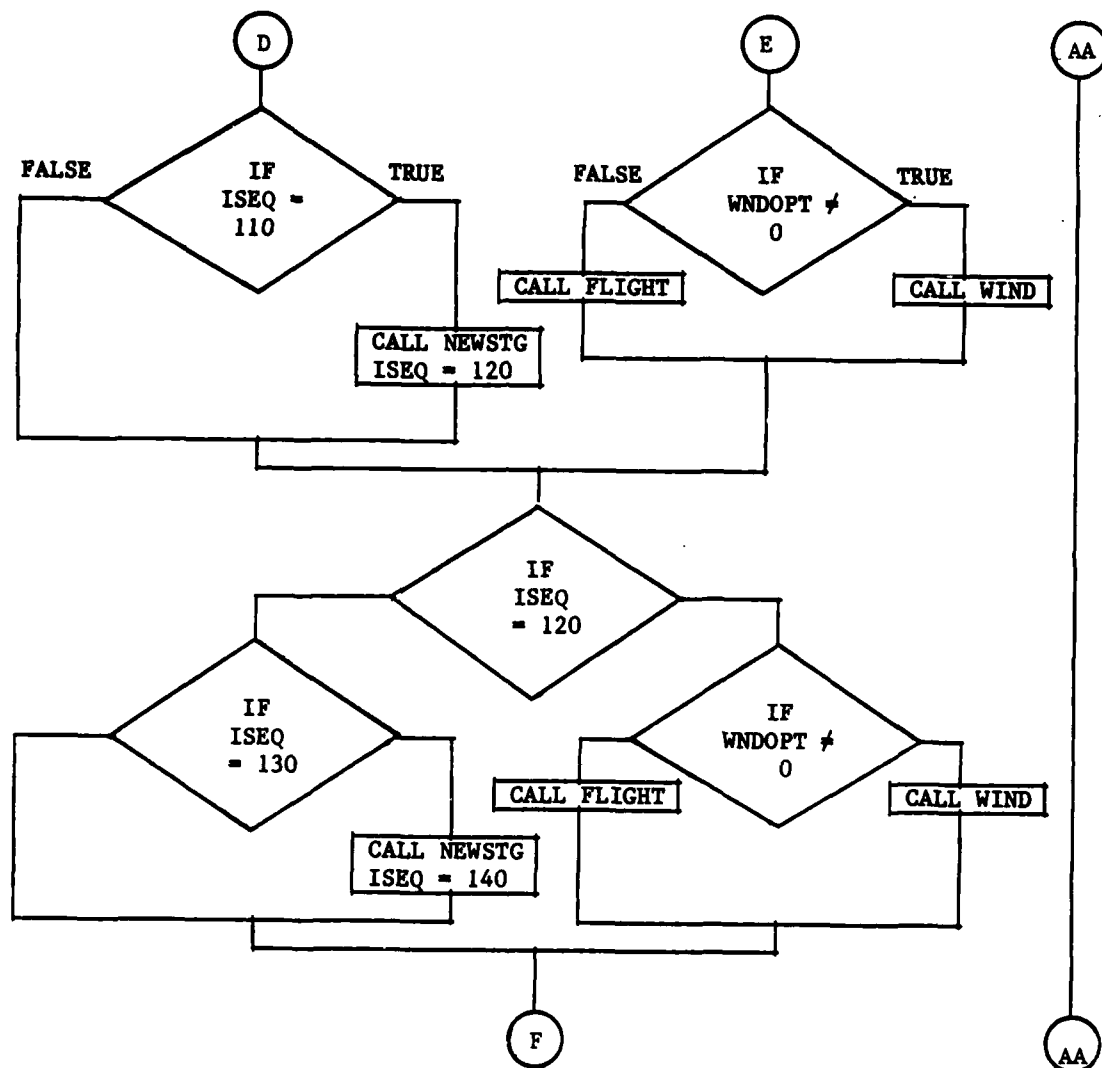 D
E
AA
FALSE
IF
ISEQ =
110
TRUE
FALSE
IF
WNDOPT ≠
0
TRUE
CALL FLIGHT
CALL WIND
CALL NEWSTG
ISEQ = 120
IF
ISEQ
= 120
IF
ISEQ
= 130
IF
WNDOPT ≠
0
CALL FLIGHT
CALL WIND
CALL NEWSTG
ISEQ = 140
F
AA